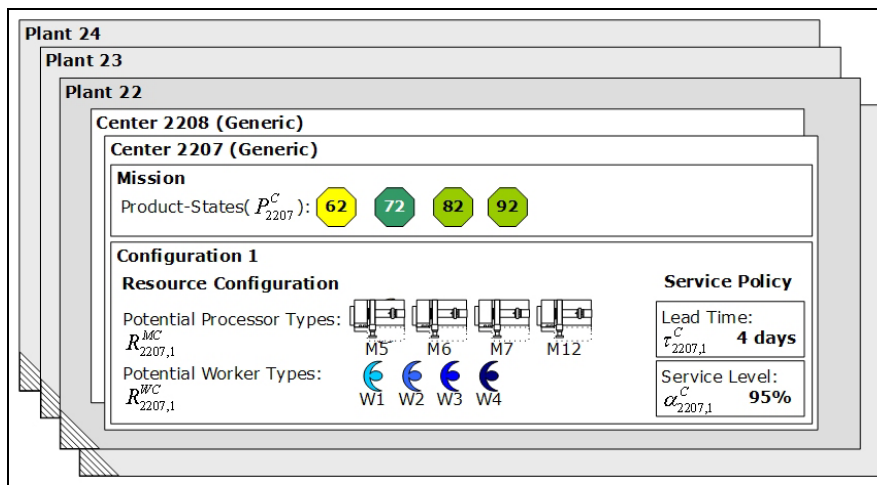 Plant 24
Plant 23
Plant 22
Center 2208 (Generic)
Center 2207 (Generic)
Mission
Product-States( P^C_2207 ): 62 72 82 92
Configuration 1
Resource Configuration
Service Policy
Potential Processor Types:
R^MC_2207,1
M5 M6 M7 M12
Potential Worker Types:
R^WC_2207,1
W1 W2 W3 W4
Lead Time:
τ^C_2207,1 4 days
Service Level:
α^C_2207,1 95%